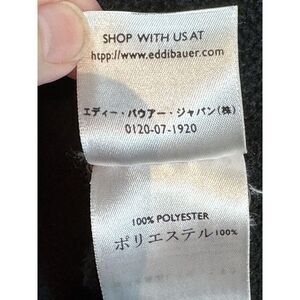 SHOP WITH US AT
htpp://www.eddibauer.com
エディー・バウアー・ジャパン(株)
0120-07-1920
100% POLYESTER
ポリエステル100%